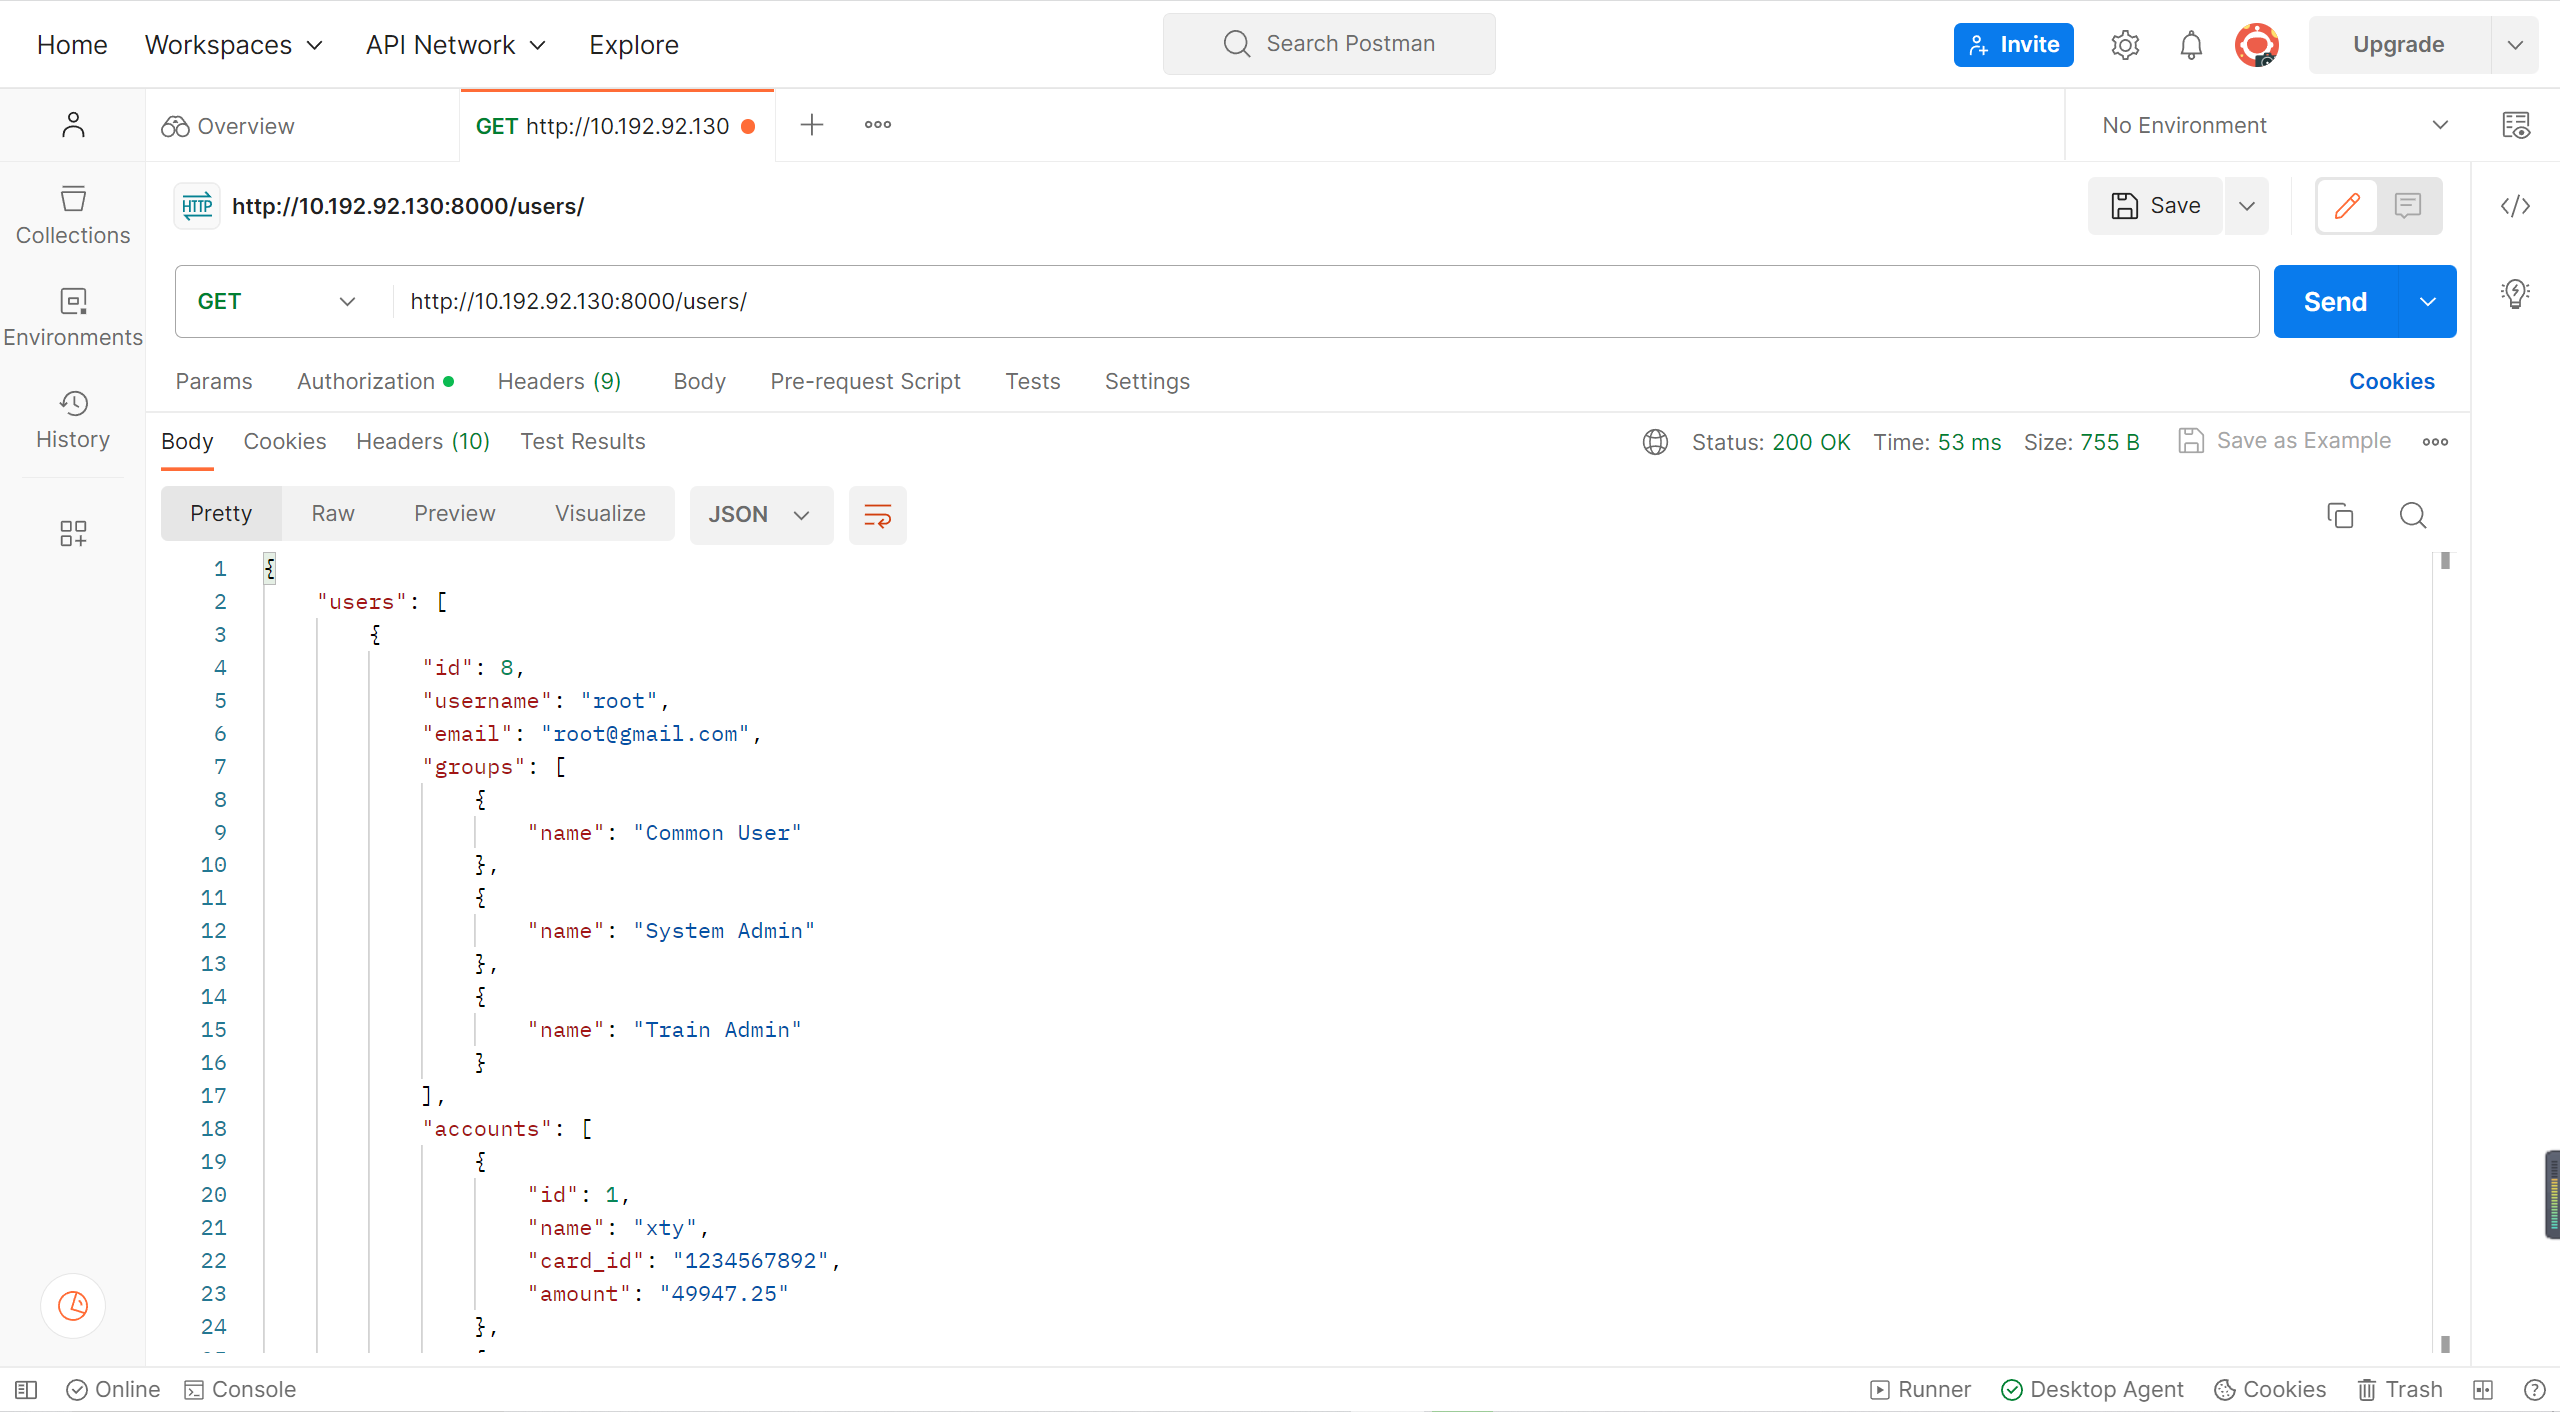 Home Workspaces API Network Explore Search Postman Invite Upgrade
Overview GET http://10.192.92.130 No Environment
HTTP http://10.192.92.130:8000/users/ Save
Collections
GET http://10.192.92.130:8000/users/ Send
Environments
Params Authorization Headers (9) Body Pre-request Script Tests Settings Cookies
History
Body Cookies Headers (10) Test Results Status: 200 OK Time: 53 ms Size: 755 B Save as Example
Pretty Raw Preview Visualize JSON
1 {
2 "users": [
3 {
4 "id": 8,
5 "username": "root",
6 "email": "root@gmail.com",
7 "groups": [
8 {
9 "name": "Common User"
10 },
11 {
12 "name": "System Admin"
13 },
14 {
15 "name": "Train Admin"
16 }
17 ],
18 "accounts": [
19 {
20 "id": 1,
21 "name": "xty",
22 "card_id": "1234567892",
23 "amount": "49947.25"
24 },
Online Console Runner Desktop Agent Cookies Trash